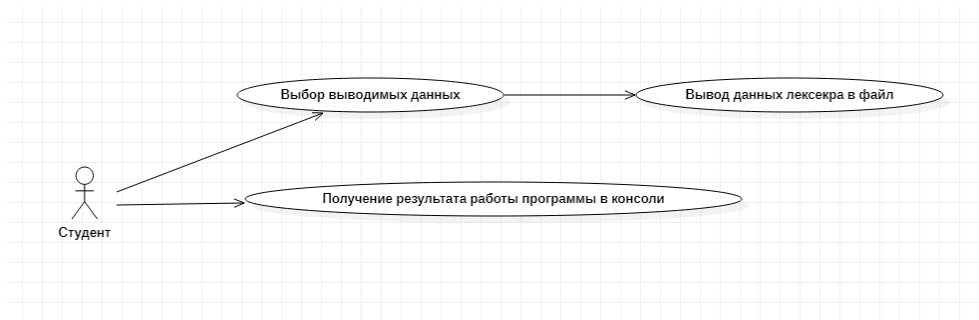 Выбор выводимых данных
Вывод данных лексекра в файл
Получение результата работы программы в консоли
Студент